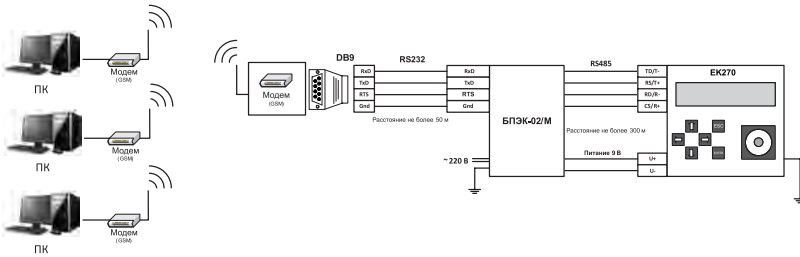 ПК
Модем
(GSM)
ПК
Модем
(GSM)
ПК
Модем
(GSM)
Модем
(GSM)
DB9
RS232
RxD
TxD
RTS
Gnd
RxD
TxD
RTS
Gnd
Расстояние не более 50 м
БПЭК-02/М
~220 В
RS485
Расстояние не более 300 м
Питание 9 В
TD/T-
RS/T+
RD/R-
CS/R+
U+
U-
EK270
ESC
ENTER